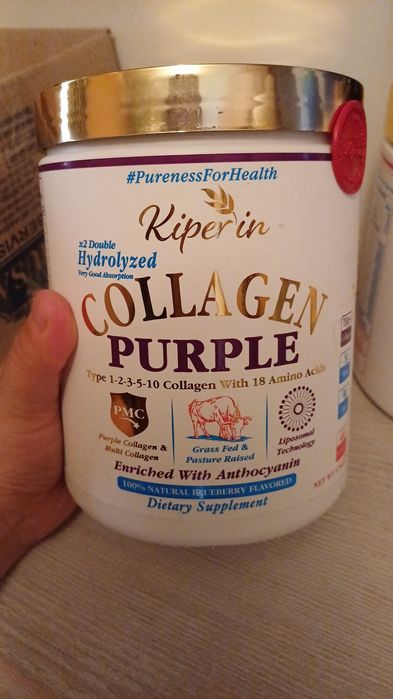 #PurenessForHealth
Kiperin
x2 Double
Hydrolyzed
Very Good Absorption
COLLAGEN
PURPLE
Type 1-2-3-5-10 Collagen With 18 Amino Acids
PMC
Purple Collagen &
Multi Collagen
Grass Fed &
Pasture Raised
Liposomal
Technology
Enriched With Anthocyanin
100% NATURAL BLUEBERRY FLAVORED
Dietary Supplement